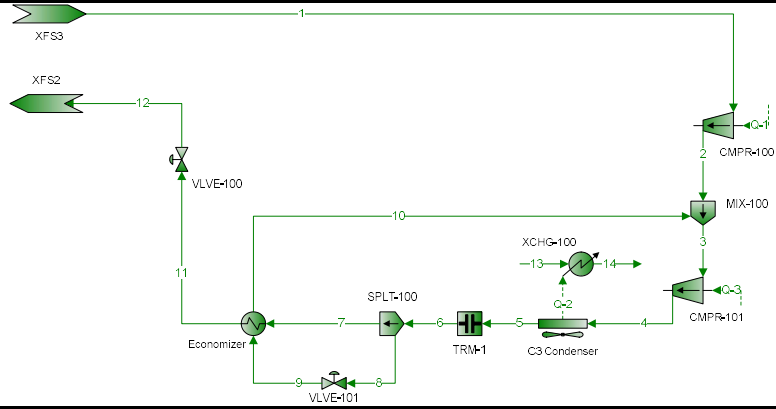 1
XFS3
XFS2
12
Q-1
CMPR-100
2
VLVE-100
MIX-100
10
3
XCHG-100
13
14
11
Q-3
SPLT-100
Q-2
CMPR-101
7
6
5
4
Economizer
TRM-1
C3 Condenser
9
8
VLVE-101